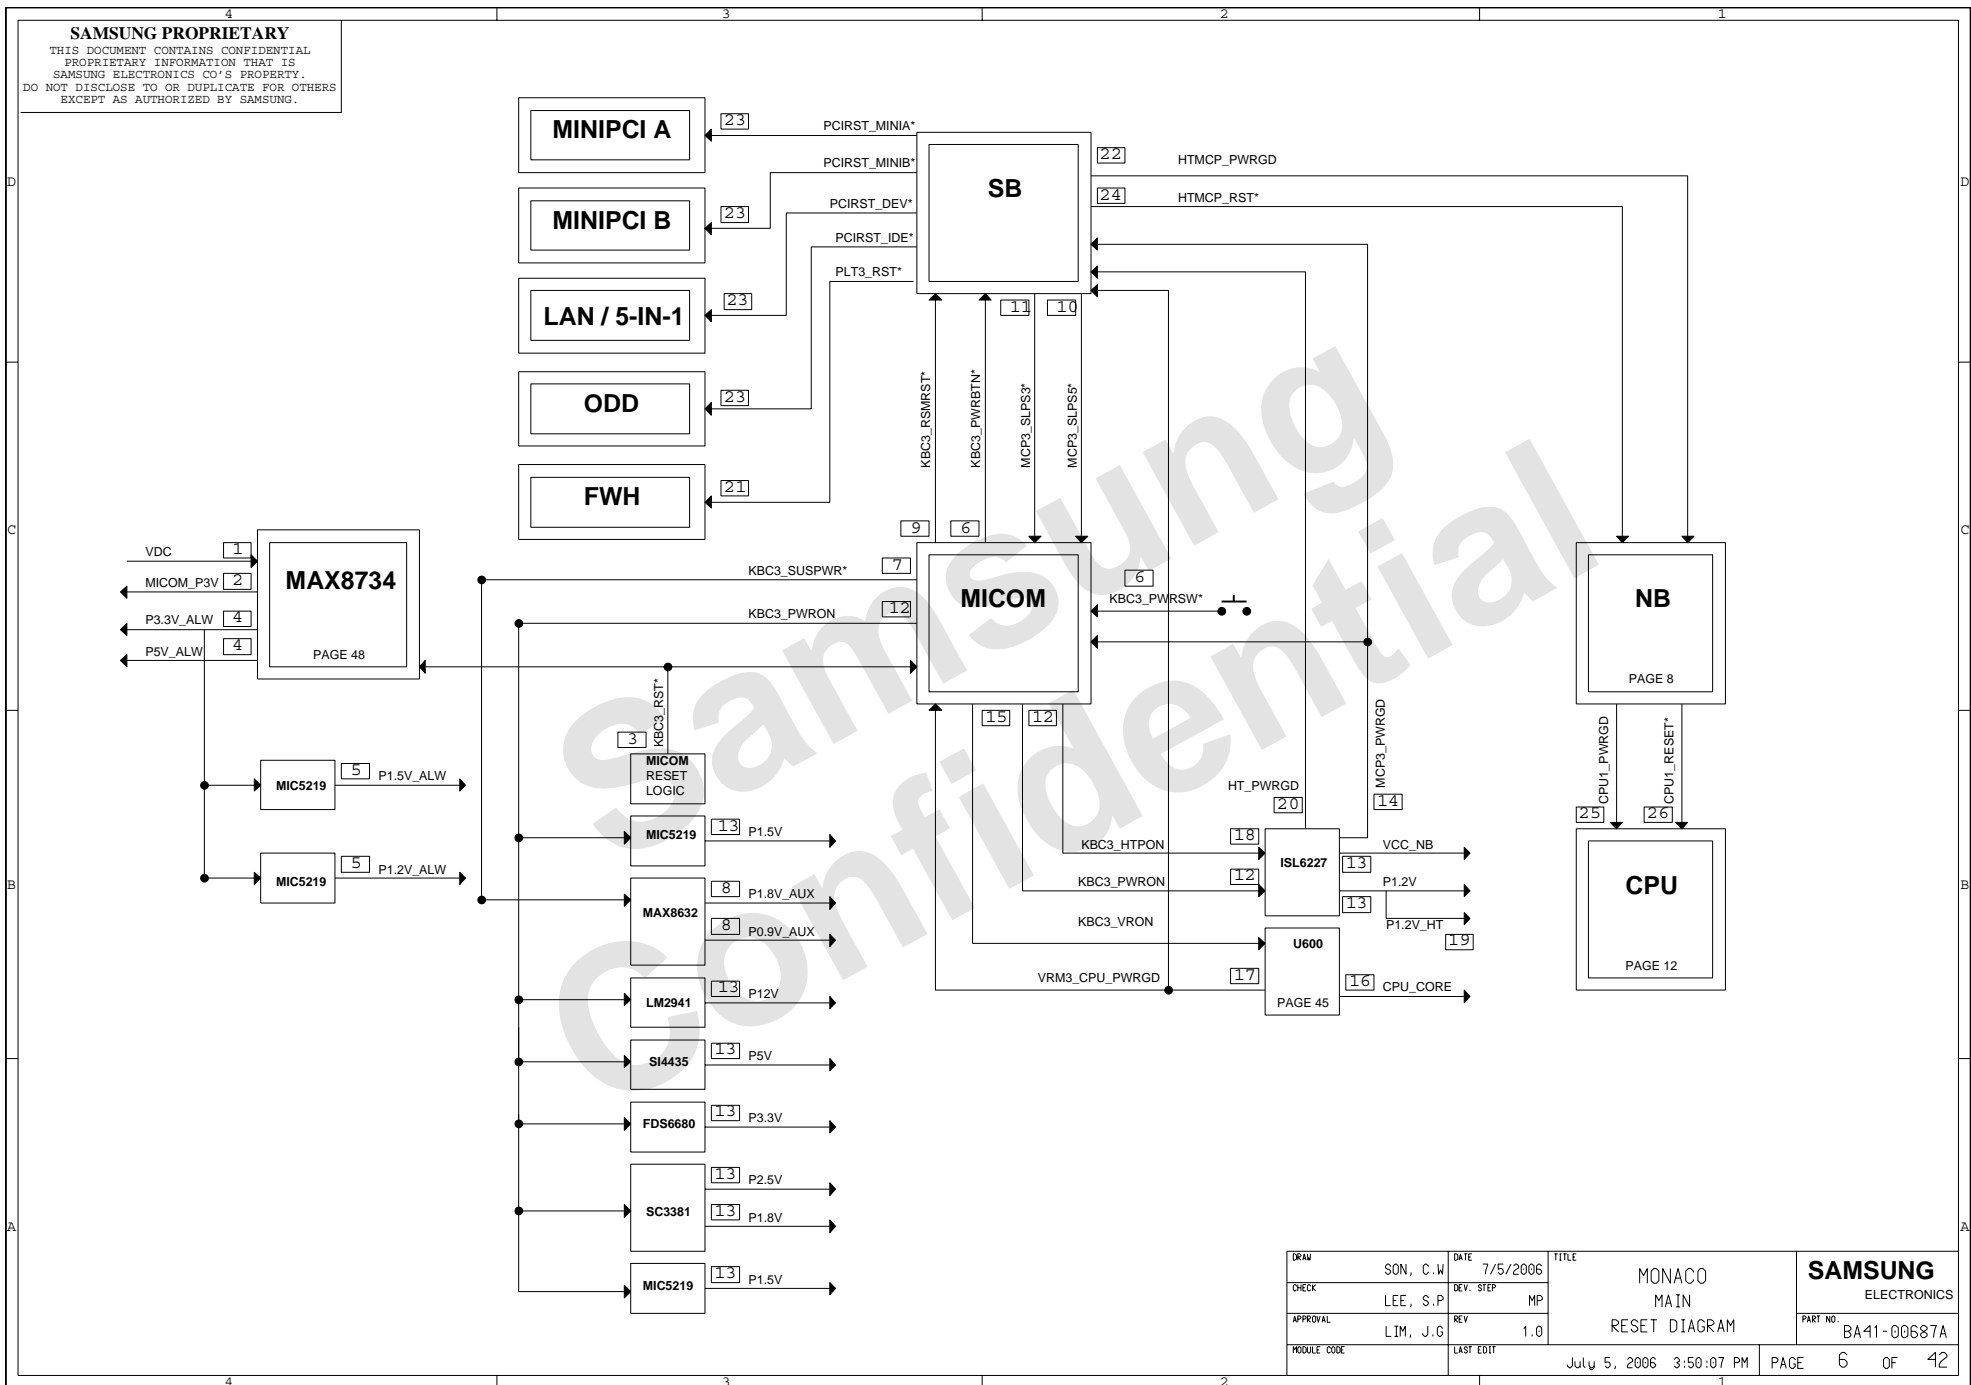 4 3 2 1
SAMSUNG PROPRIETARY
THIS DOCUMENT CONTAINS CONFIDENTIAL
PROPRIETARY INFORMATION THAT IS
SAMSUNG ELECTRONICS CO'S PROPERTY.
DO NOT DISCLOSE TO OR DUPLICATE FOR OTHERS
EXCEPT AS AUTHORIZED BY SAMSUNG.
MINIPCI A
23
PCIRST_MINIA*
MINIPCI B
23
PCIRST_MINIB*
LAN / 5-IN-1
23
PCIRST_DEV*
ODD
23
PCIRST_IDE*
FWH
21
PLT3_RST*
SB
22
HTMCP_PWRGD
24
HTMCP_RST*
11
10
KBC3_RSMRST*
KBC3_PWRBTN*
MCP3_SLPS3*
MCP3_SLPS5*
9
6
D
D
C
C
B
B
A
A
VDC
1
MICOM_P3V
2
P3.3V_ALW
4
P5V_ALW
4
MAX8734
PAGE 48
KBC3_SUSPWR*
7
KBC3_PWRON
12
MICOM
6
KBC3_PWRSW*
15
12
NB
PAGE 8
KBC3_RST*
3
MICOM
RESET
LOGIC
MIC5219
5
P1.5V_ALW
MIC5219
5
P1.2V_ALW
MIC5219
13
P1.5V
MAX8632
8
P1.8V_AUX
8
P0.9V_AUX
LM2941
13
P12V
SI4435
13
P5V
FDS6680
13
P3.3V
SC3381
13
P2.5V
13
P1.8V
MIC5219
13
P1.5V
HT_PWRGD
20
MCP3_PWRGD
14
KBC3_HTPON
18
KBC3_PWRON
12
ISL6227
VCC_NB
13
P1.2V
13
P1.2V_HT
19
KBC3_VRON
U600
PAGE 45
VRM3_CPU_PWRGD
17
16
CPU_CORE
CPU1_PWRGD
CPU1_RESET*
25
26
CPU
PAGE 12
Samsung
Confidential
DRAW
SON, C.W
DATE
7/5/2006
TITLE
MONACO
MAIN
RESET DIAGRAM
SAMSUNG
ELECTRONICS
CHECK
LEE, S.P
DEV. STEP
MP
APPROVAL
LIM, J.G
REV
1.0
PART NO.
BA41-00687A
MODULE CODE
LAST EDIT
July 5, 2006 3:50:07 PM
PAGE 6 OF 42
4 3 2 1